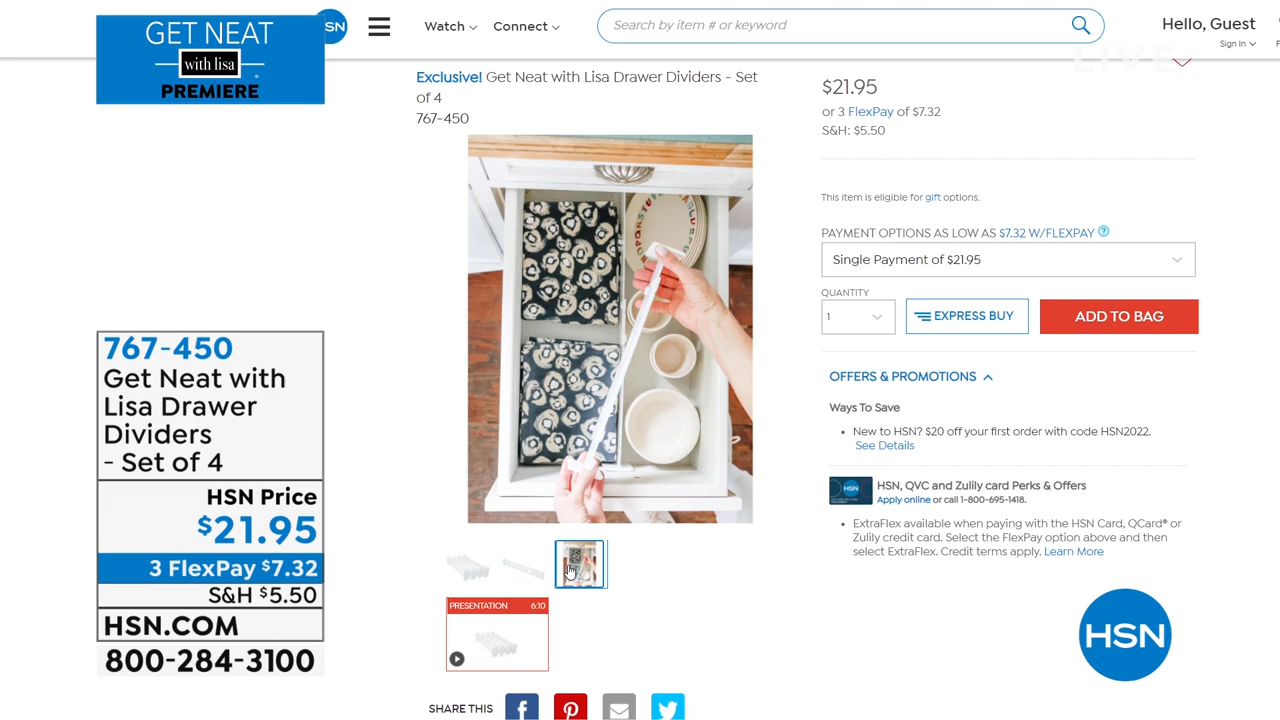 GET NEAT
with lisa
PREMIERE
SN
Watch
Connect
Search by item # or keyword
Hello, Guest
Sign In
LIVE
Exclusive! Get Neat with Lisa Drawer Dividers - Set
of 4
767-450
$21.95
or 3 FlexPay of $7.32
S&H: $5.50
This item is eligible for gift options.
PAYMENT OPTIONS AS LOW AS $7.32 W/FLEXPAY ?
Single Payment of $21.95
QUANTITY
1
EXPRESS BUY
ADD TO BAG
OFFERS & PROMOTIONS
Ways To Save
• New to HSN? $20 off your first order with code HSN2022.
See Details
HSN
HSN, QVC and Zulily card Perks & Offers
Apply online or call 1-800-695-1418.
• ExtraFlex available when paying with the HSN Card, QCard® or
Zulily credit card. Select the FlexPay option above and then
select ExtraFlex. Credit terms apply. Learn More
767-450
Get Neat with
Lisa Drawer
Dividers
- Set of 4
HSN Price
$21.95
3 FlexPay $7.32
S&H $5.50
HSN.COM
800-284-3100
PRESENTATION 6:10
SHARE THIS
HSN